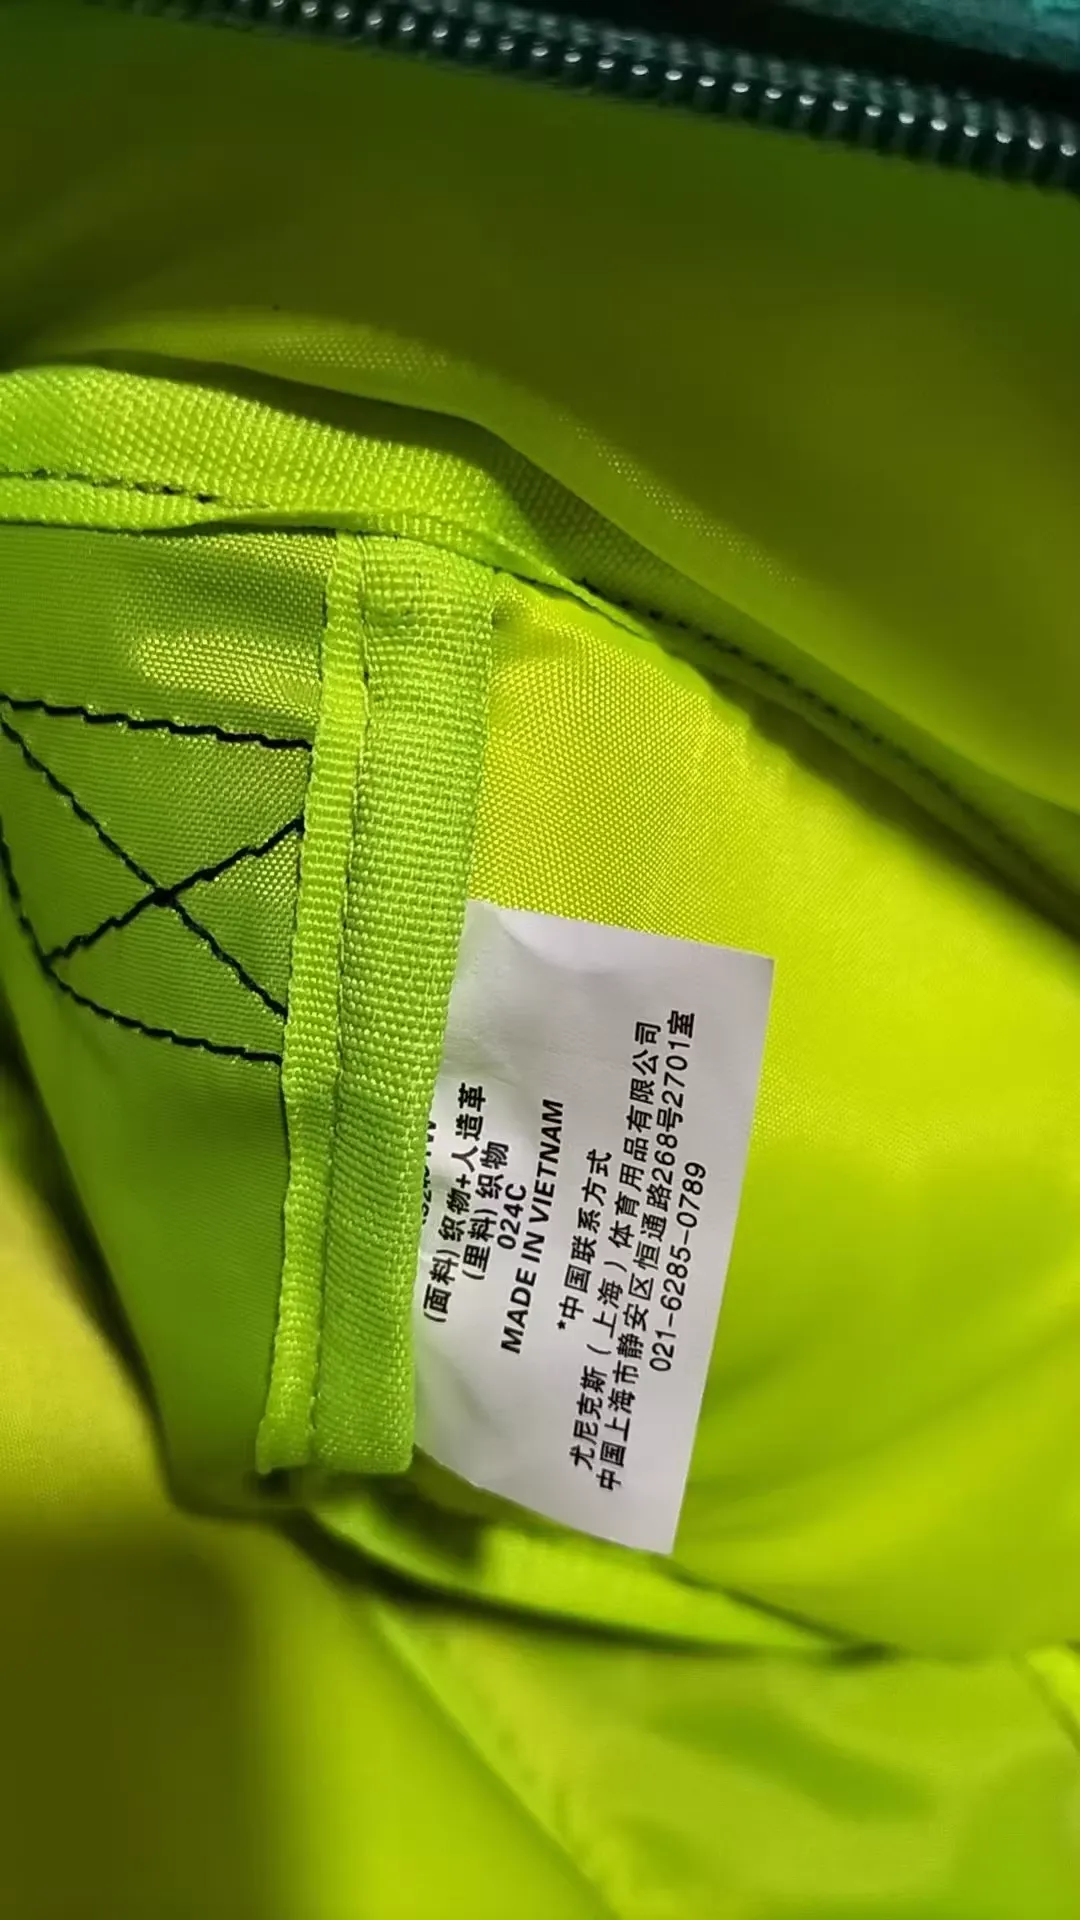 (面料) 织物+人造革
(里料) 织物
024C
MADE IN VIETNAM
*中国联系方式
尤尼克斯（上海）体育用品有限公司
中国上海市静安区恒通路268号2701室
021-6285-0789